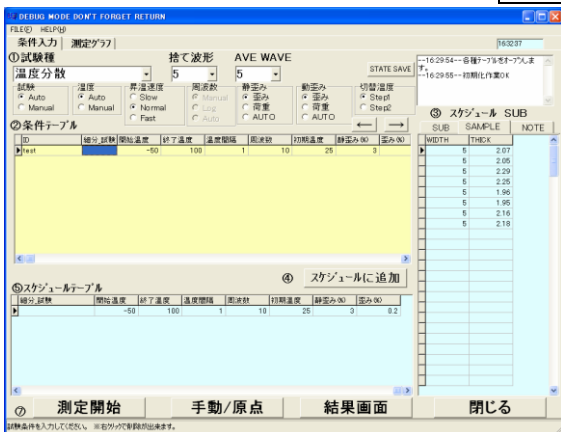 DEBUG MODE DON'T FORGET RETURN
FILE(F) HELP(H)
条件入力 測定グラフ 163237
①試験種 捨て波形 AVE WAVE
温度分散 5 5 STATE SAVE
--16:29:54-- 各種テーブルをオープンします。
--16:29:55-- 初期化作業OK
試験 温度 昇温速度 周波数 静歪み 動歪み 切替温度
Auto Auto Slow Manual 歪み 歪み Step1
Manual Manual Normal Log 荷重 荷重 Step2
Fast Auto AUTO AUTO
②条件テーブル ← →
③ スケジュール SUB
SUB SAMPLE NOTE
ID 細分_試験 開始温度 終了温度 温度間隔 周波数 初期温度 静歪み(%) 歪み(%)
test -50 100 1 10 25 3
WIDTH THICK
5 2.07
5 2.05
5 2.29
5 2.25
5 1.96
5 1.95
5 2.16
5 2.18
④ スケジュールに追加
⑤スケジュールテーブル
細分_試験 開始温度 終了温度 温度間隔 周波数 初期温度 静歪み(%) 歪み(%)
-50 100 1 10 25 3 0.2
⑦ 測定開始 手動/原点 結果画面 閉じる
試験条件を入力してください。 ※右クリックで削除が出来ます。